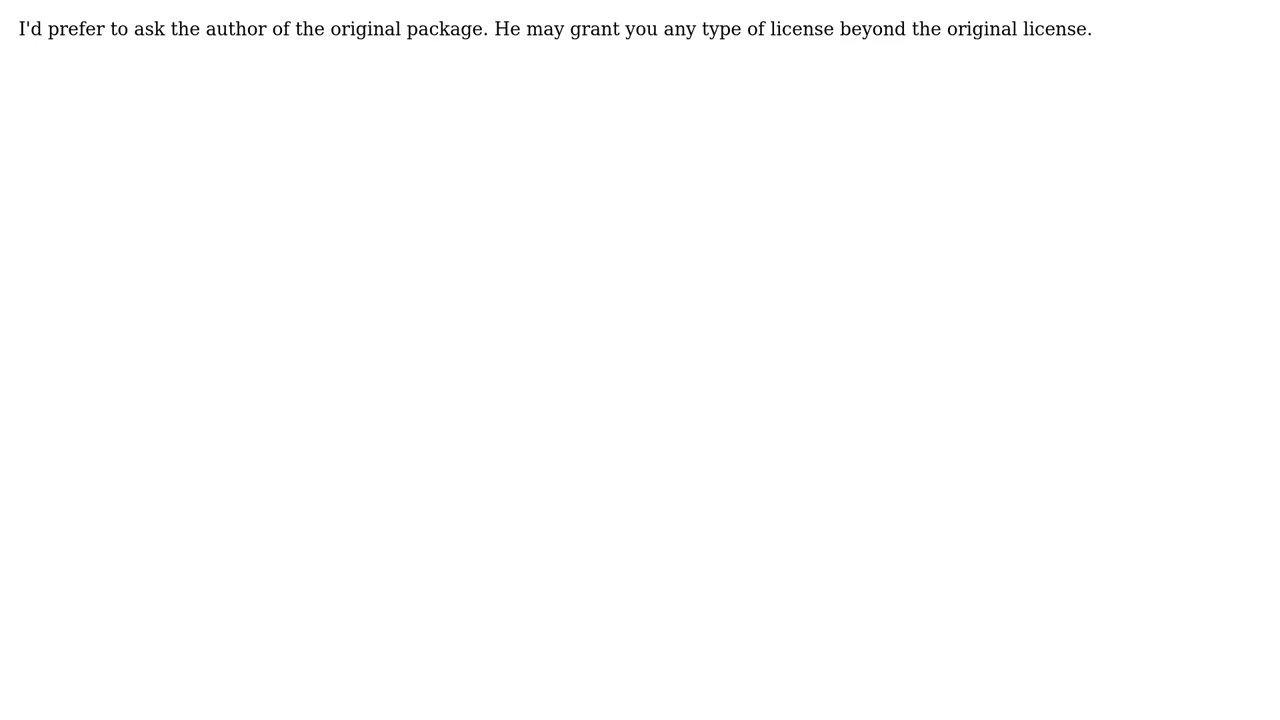 I'd prefer to ask the author of the original package. He may grant you any type of license beyond the original license.